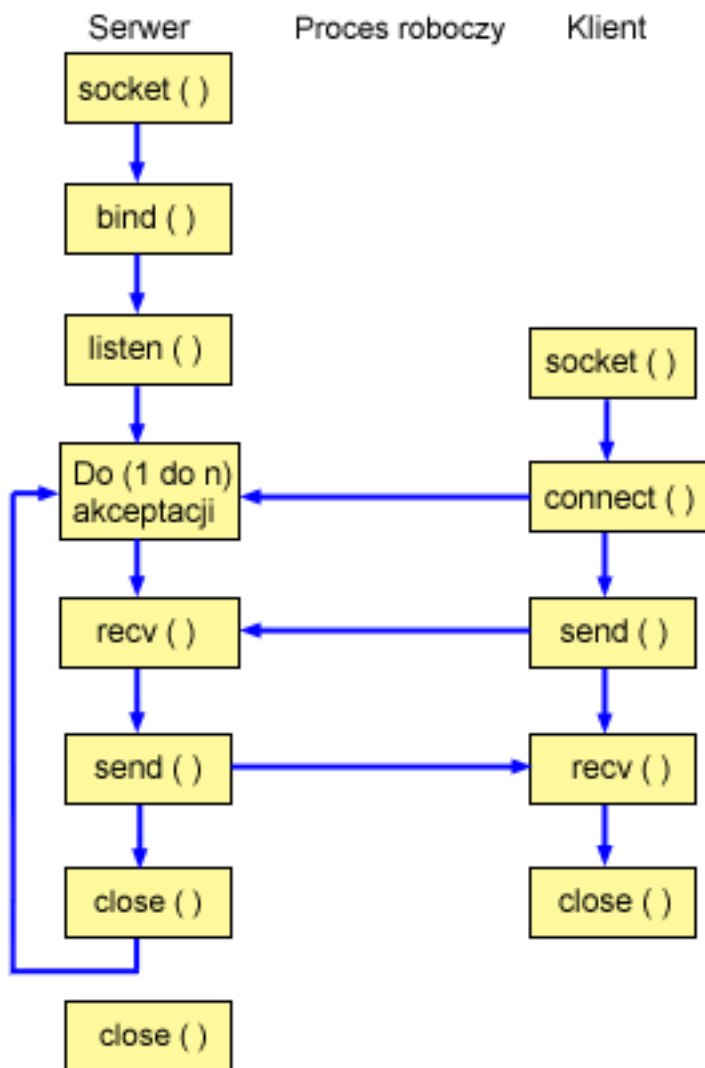 Serwer
Proces roboczy
Klient
socket ( )
bind ( )
listen ( )
Do (1 do n)
akceptacji
recv ( )
send ( )
close ( )
close ( )
socket ( )
connect ( )
send ( )
recv ( )
close ( )